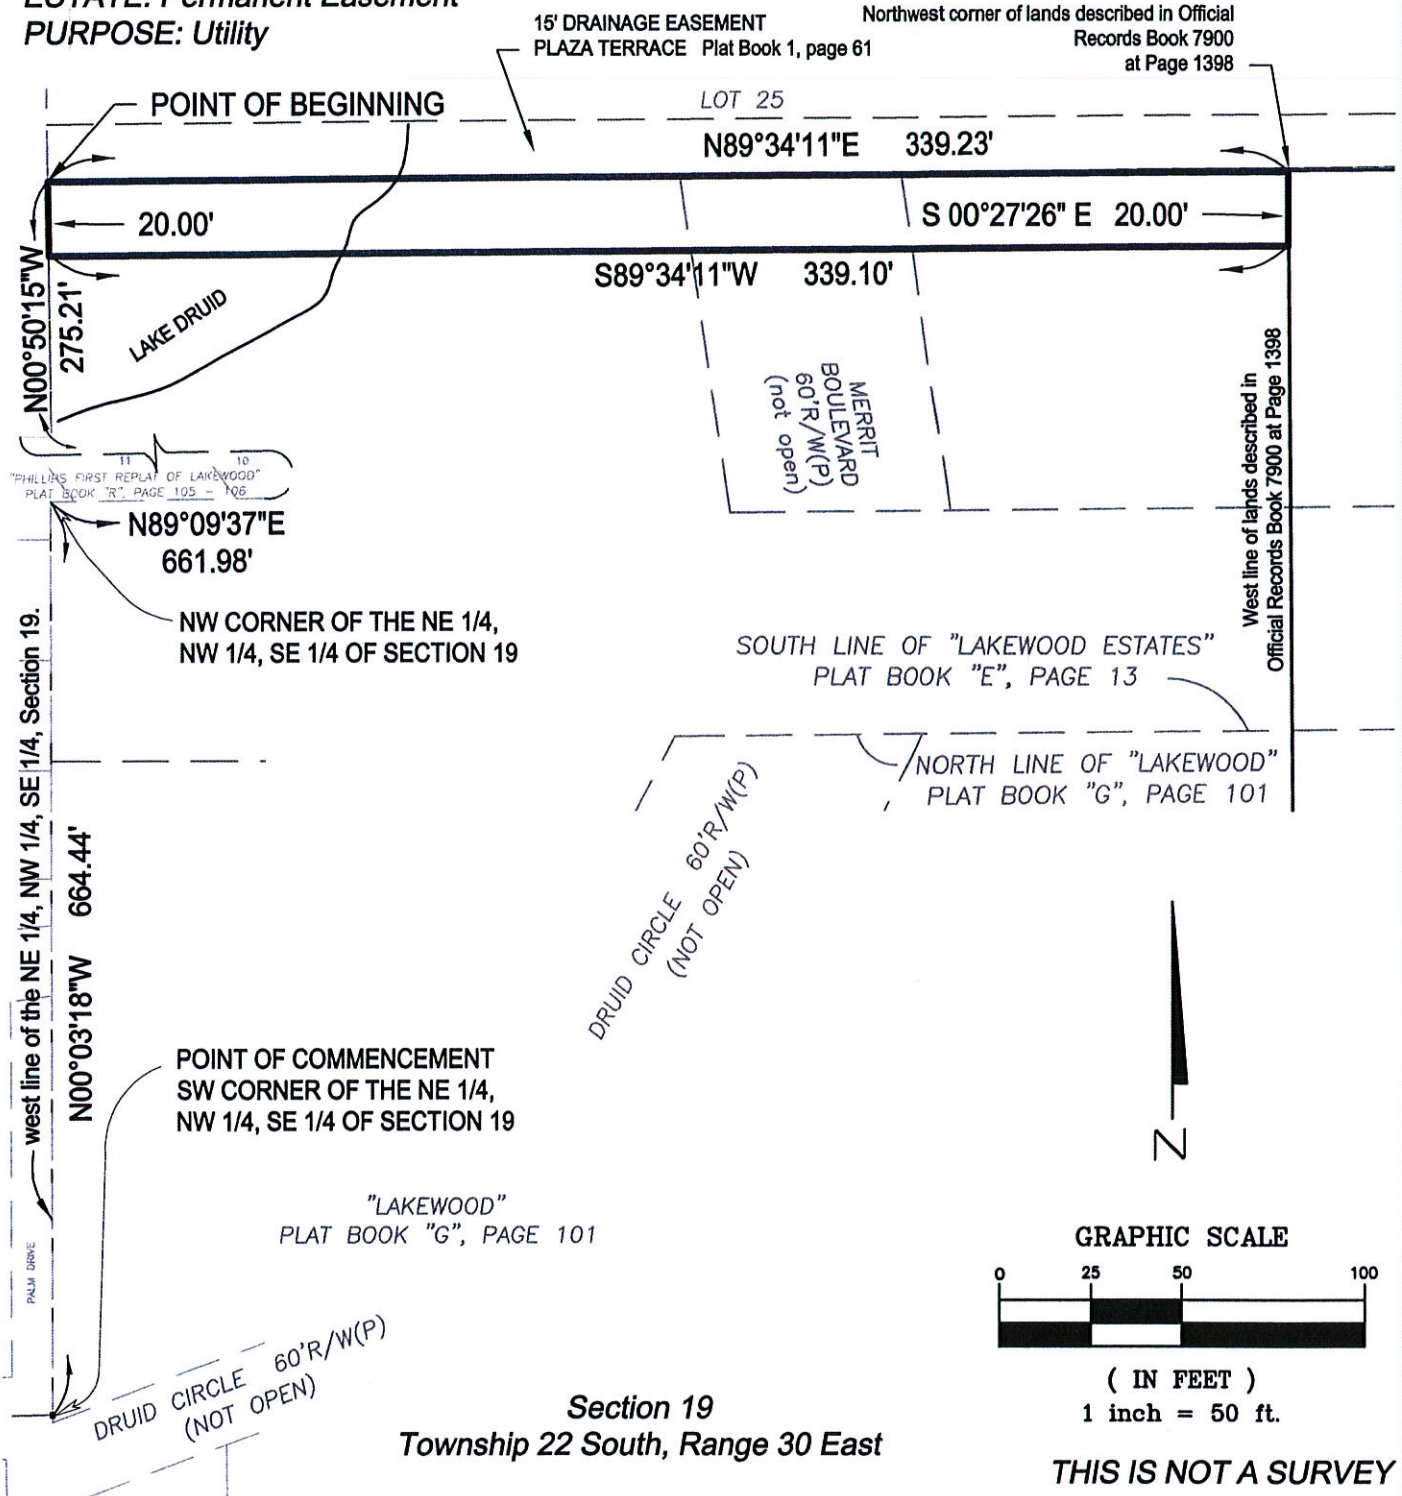 ESTATE: Permanent Easement
PURPOSE: Utility
15' DRAINAGE EASEMENT
PLAZA TERRACE Plat Book 1, page 61
Northwest corner of lands described in Official
Records Book 7900
at Page 1398
POINT OF BEGINNING
LOT 25
N89°34'11"E 339.23'
20.00'
S 00°27'26" E 20.00'
S89°34'11"W 339.10'
N00°50'15"W
275.21'
LAKE DRUID
MERRIT
BOULEVARD
60'R/W(P)
(not open)
West line of lands described in
Official Records Book 7900 at Page 1398
11 10
"PHILLIPS FIRST REPLAT OF LAKEWOOD"
PLAT BOOK "R", PAGE 105 - 106
N89°09'37"E
661.98'
NW CORNER OF THE NE 1/4,
NW 1/4, SE 1/4 OF SECTION 19
SOUTH LINE OF "LAKEWOOD ESTATES"
PLAT BOOK "E", PAGE 13
NORTH LINE OF "LAKEWOOD"
PLAT BOOK "G", PAGE 101
DRUID CIRCLE 60'R/W(P)
(NOT OPEN)
west line of the NE 1/4, NW 1/4, SE 1/4, Section 19.
N00°03'18"W 664.44'
POINT OF COMMENCEMENT
SW CORNER OF THE NE 1/4,
NW 1/4, SE 1/4 OF SECTION 19
"LAKEWOOD"
PLAT BOOK "G", PAGE 101
PALM DRIVE
DRUID CIRCLE 60'R/W(P)
(NOT OPEN)
N
GRAPHIC SCALE
0 25 50 100
( IN FEET )
1 inch = 50 ft.
Section 19
Township 22 South, Range 30 East
THIS IS NOT A SURVEY